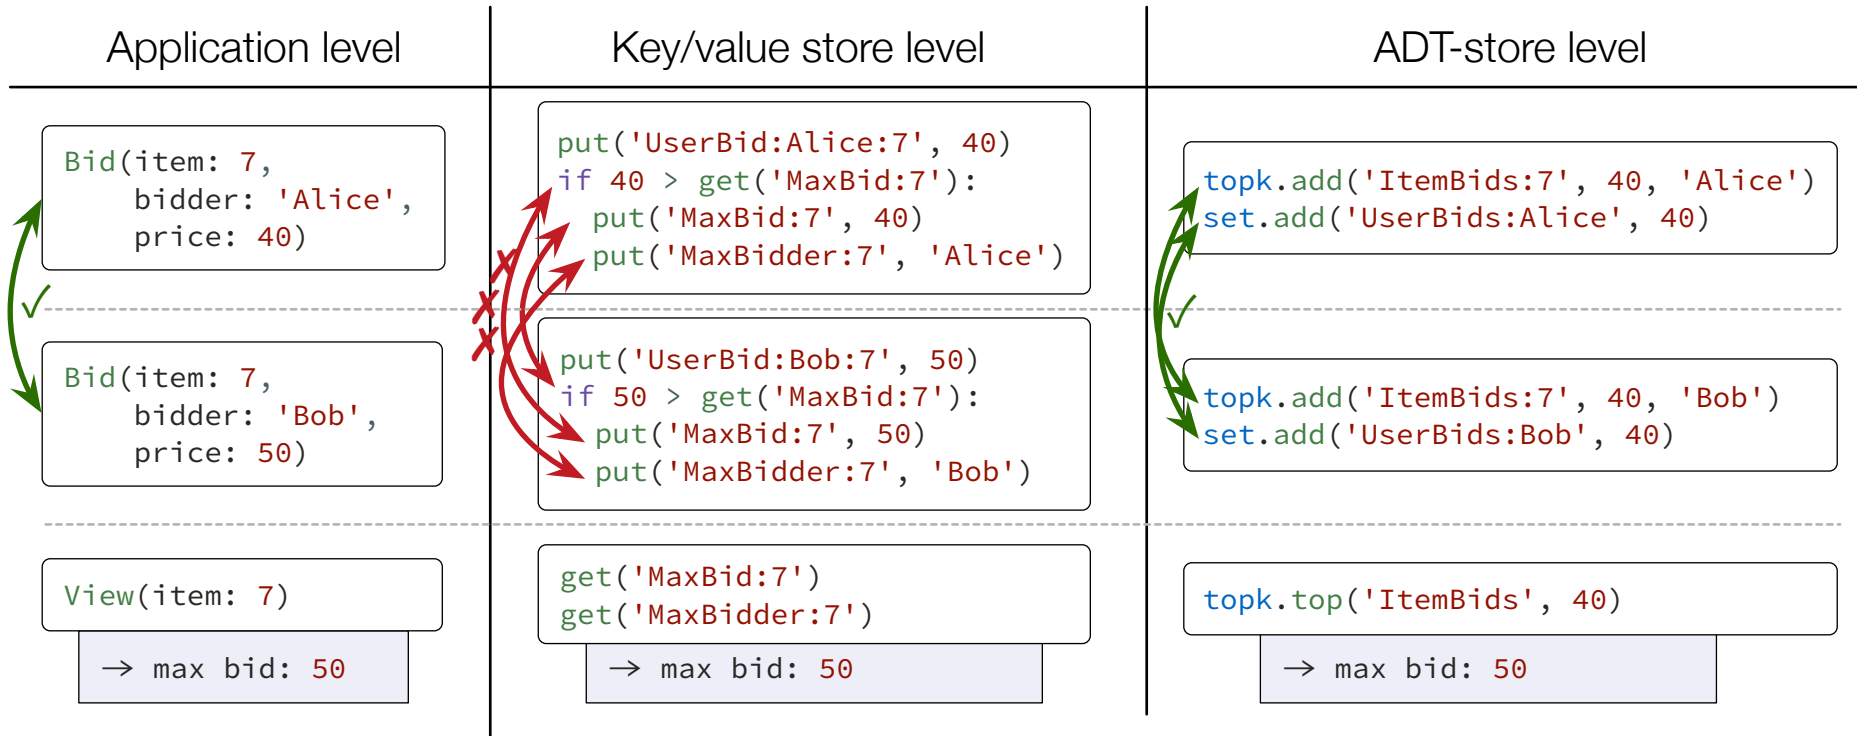 Application level
Key/value store level
ADT-store level
Bid(item: 7,
bidder: 'Alice',
price: 40)
put('UserBid:Alice:7', 40)
if 40 > get('MaxBid:7'):
put('MaxBid:7', 40)
put('MaxBidder:7', 'Alice')
topk.add('ItemBids:7', 40, 'Alice')
set.add('UserBids:Alice', 40)
✓
✗
✗
✗
✓
Bid(item: 7,
bidder: 'Bob',
price: 50)
put('UserBid:Bob:7', 50)
if 50 > get('MaxBid:7'):
put('MaxBid:7', 50)
put('MaxBidder:7', 'Bob')
topk.add('ItemBids:7', 40, 'Bob')
set.add('UserBids:Bob', 40)
View(item: 7)
→ max bid: 50
get('MaxBid:7')
get('MaxBidder:7')
→ max bid: 50
topk.top('ItemBids', 40)
→ max bid: 50